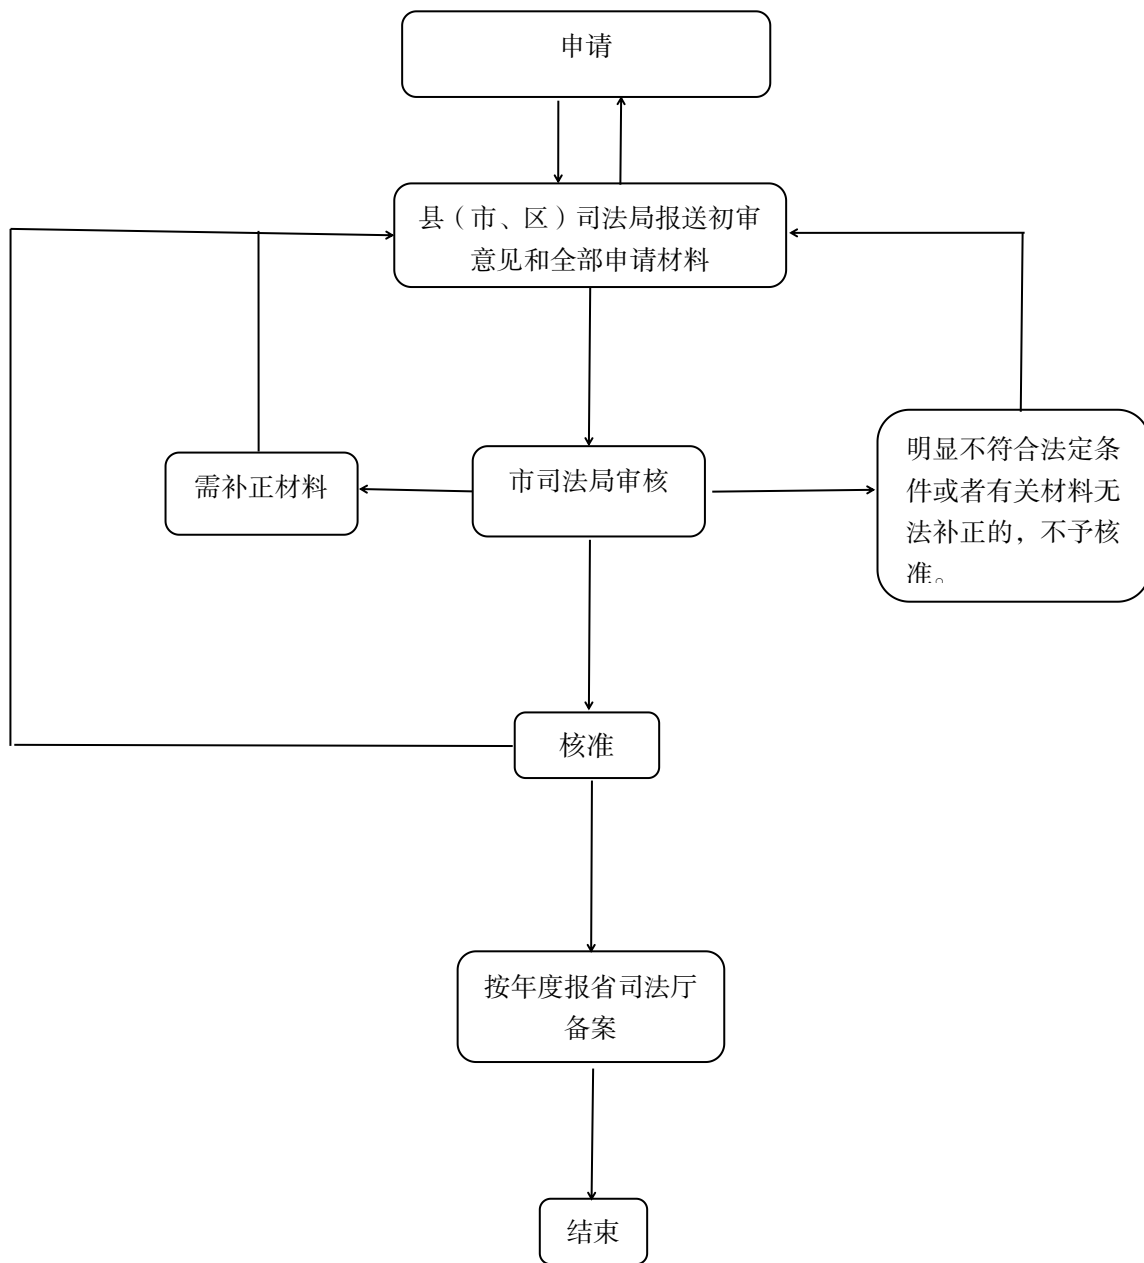 申请
县（市、区）司法局报送初审
意见和全部申请材料
需补正材料
市司法局审核
明显不符合法定条
件或者有关材料无
法补正的，不予核
准。
核准
按年度报省司法厅
备案
结束